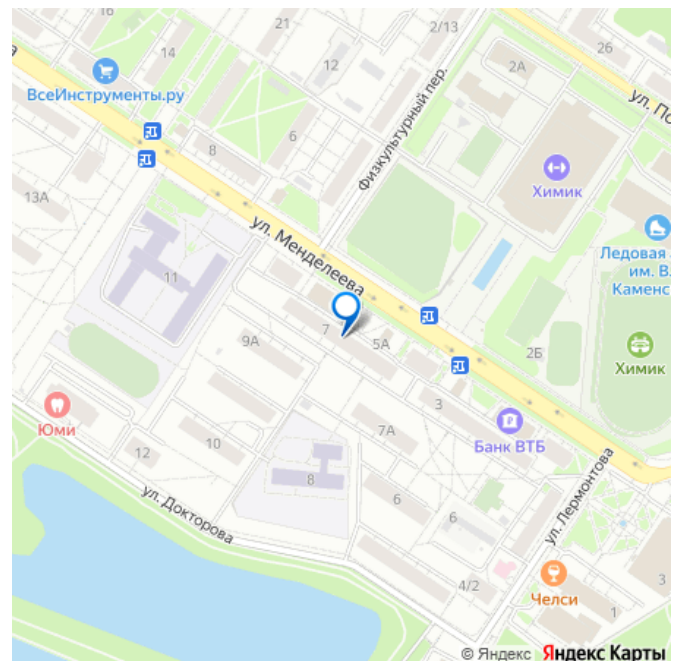 21
2/13
14
12
2А
26
ул. По
ВсеИнструменты.ру
8
6
Физкультурный пер.
Химик
13А
ул. Менделеева
Ледовая
им. В.
Каменс
11
7
5А
9А
2Б
Химик
3
Юми
12
10
7А
Банк ВТБ
8
6
6
ул. Лермонтова
ул. Докторова
4/2
Челси
1
3
© Яндекс Яндекс Карты